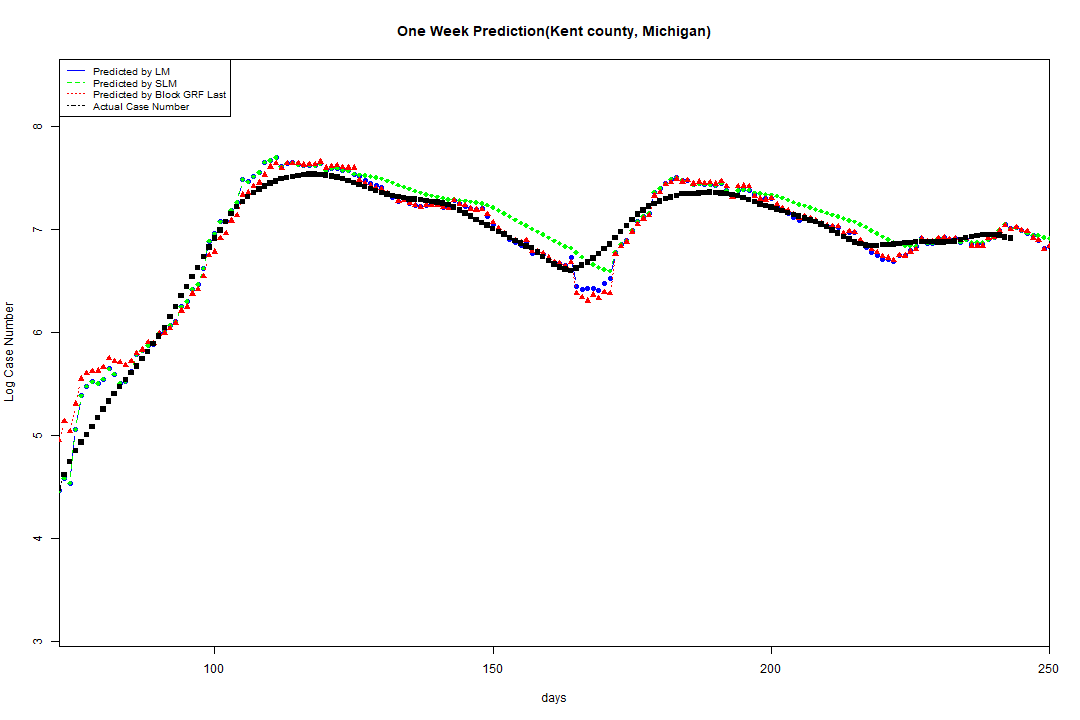 One Week Prediction(Kent county, Michigan)
Predicted by LM
Predicted by SLM
Predicted by Block GRF Last
Actual Case Number
8
7
6
5
4
3
Log Case Number
100 150 200 250
days